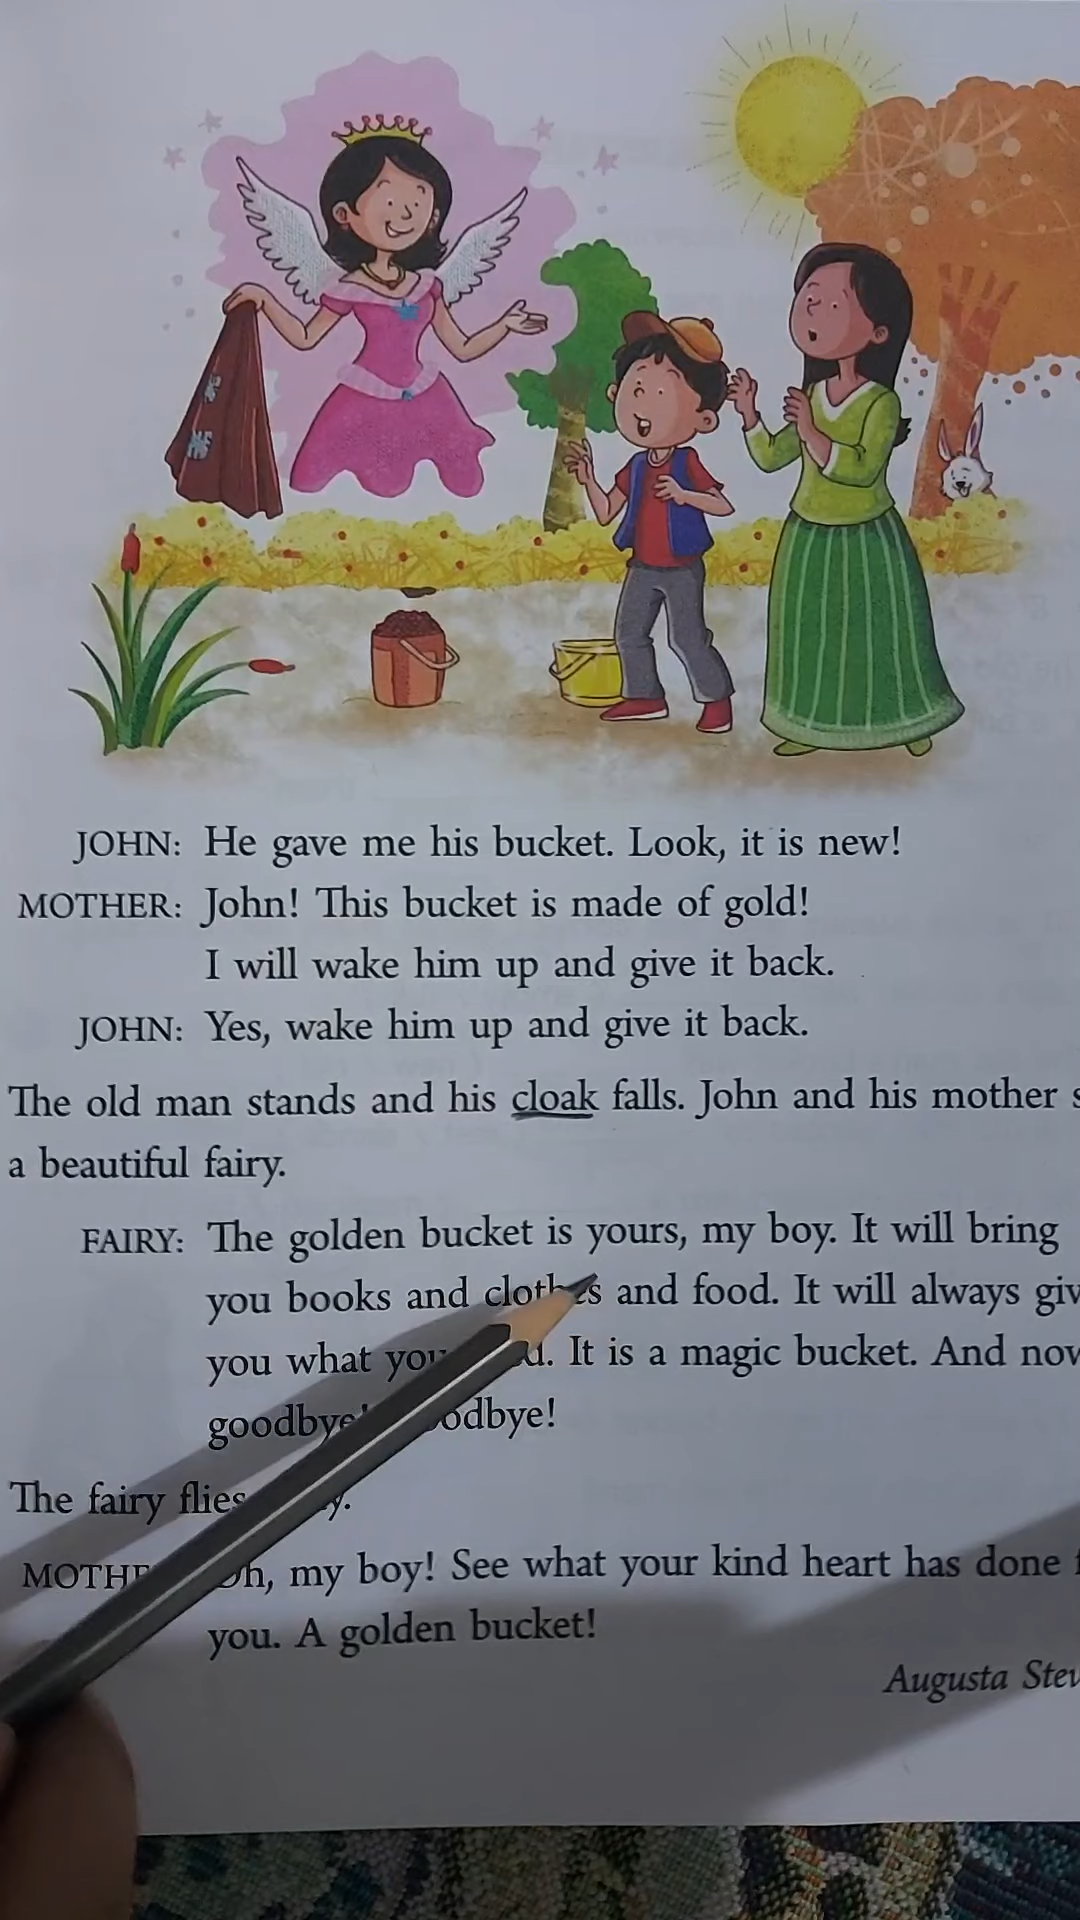 JOHN: He gave me his bucket. Look, it is new!
MOTHER: John! This bucket is made of gold!
I will wake him up and give it back.
JOHN: Yes, wake him up and give it back.
The old man stands and his cloak falls. John and his mother
a beautiful fairy.
FAIRY: The golden bucket is yours, my boy. It will bring
you books and clothes and food. It will always
you what you It is a magic bucket. And
goodbye! goodbye!
The fairy flies
my boy! See what your kind heart has done
you. A golden bucket!
Augusta